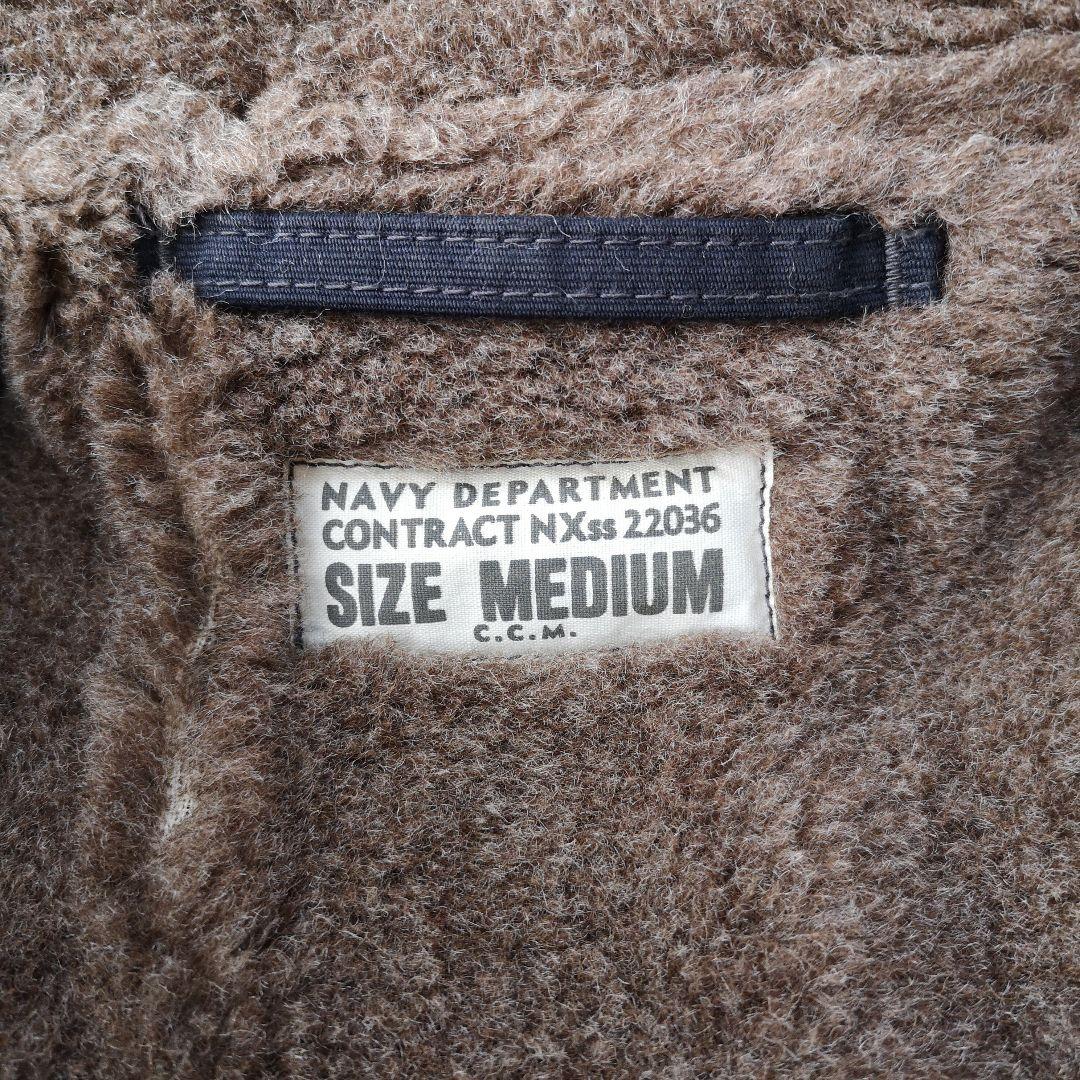 NAVY DEPARTMENT
CONTRACT NXss 22036
SIZE MEDIUM
C.C.M.